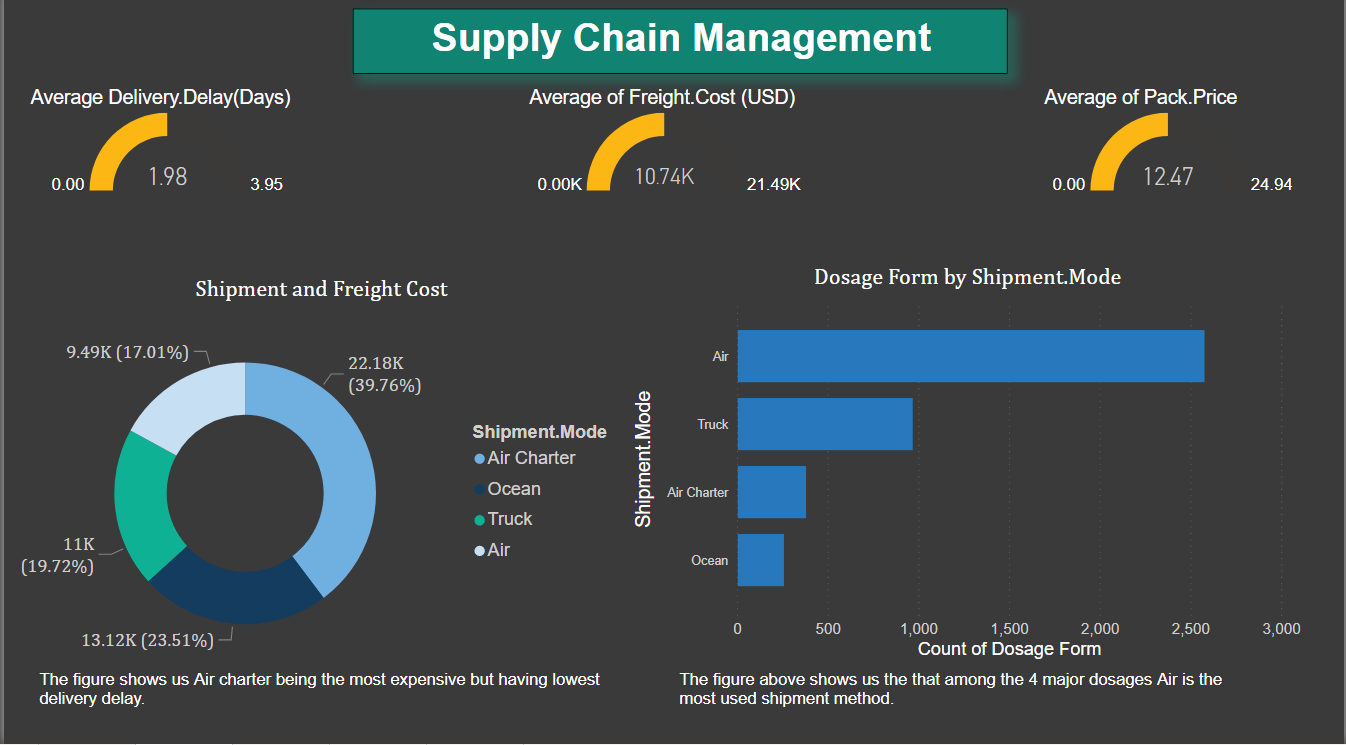 Supply Chain Management
Average Delivery.Delay(Days)
0.00
1.98
3.95
Average of Freight.Cost (USD)
0.00K
10.74K
21.49K
Average of Pack.Price
0.00
12.47
24.94
Shipment and Freight Cost
9.49K (17.01%)
22.18K
(39.76%)
11K
(19.72%)
13.12K (23.51%)
Shipment.Mode
Air Charter
Ocean
Truck
Air
The figure shows us Air charter being the most expensive but having lowest
delivery delay.
Dosage Form by Shipment.Mode
Shipment.Mode
Air
Truck
Air Charter
Ocean
0
500
1,000
1,500
2,000
2,500
3,000
Count of Dosage Form
The figure above shows us the that among the 4 major dosages Air is the
most used shipment method.